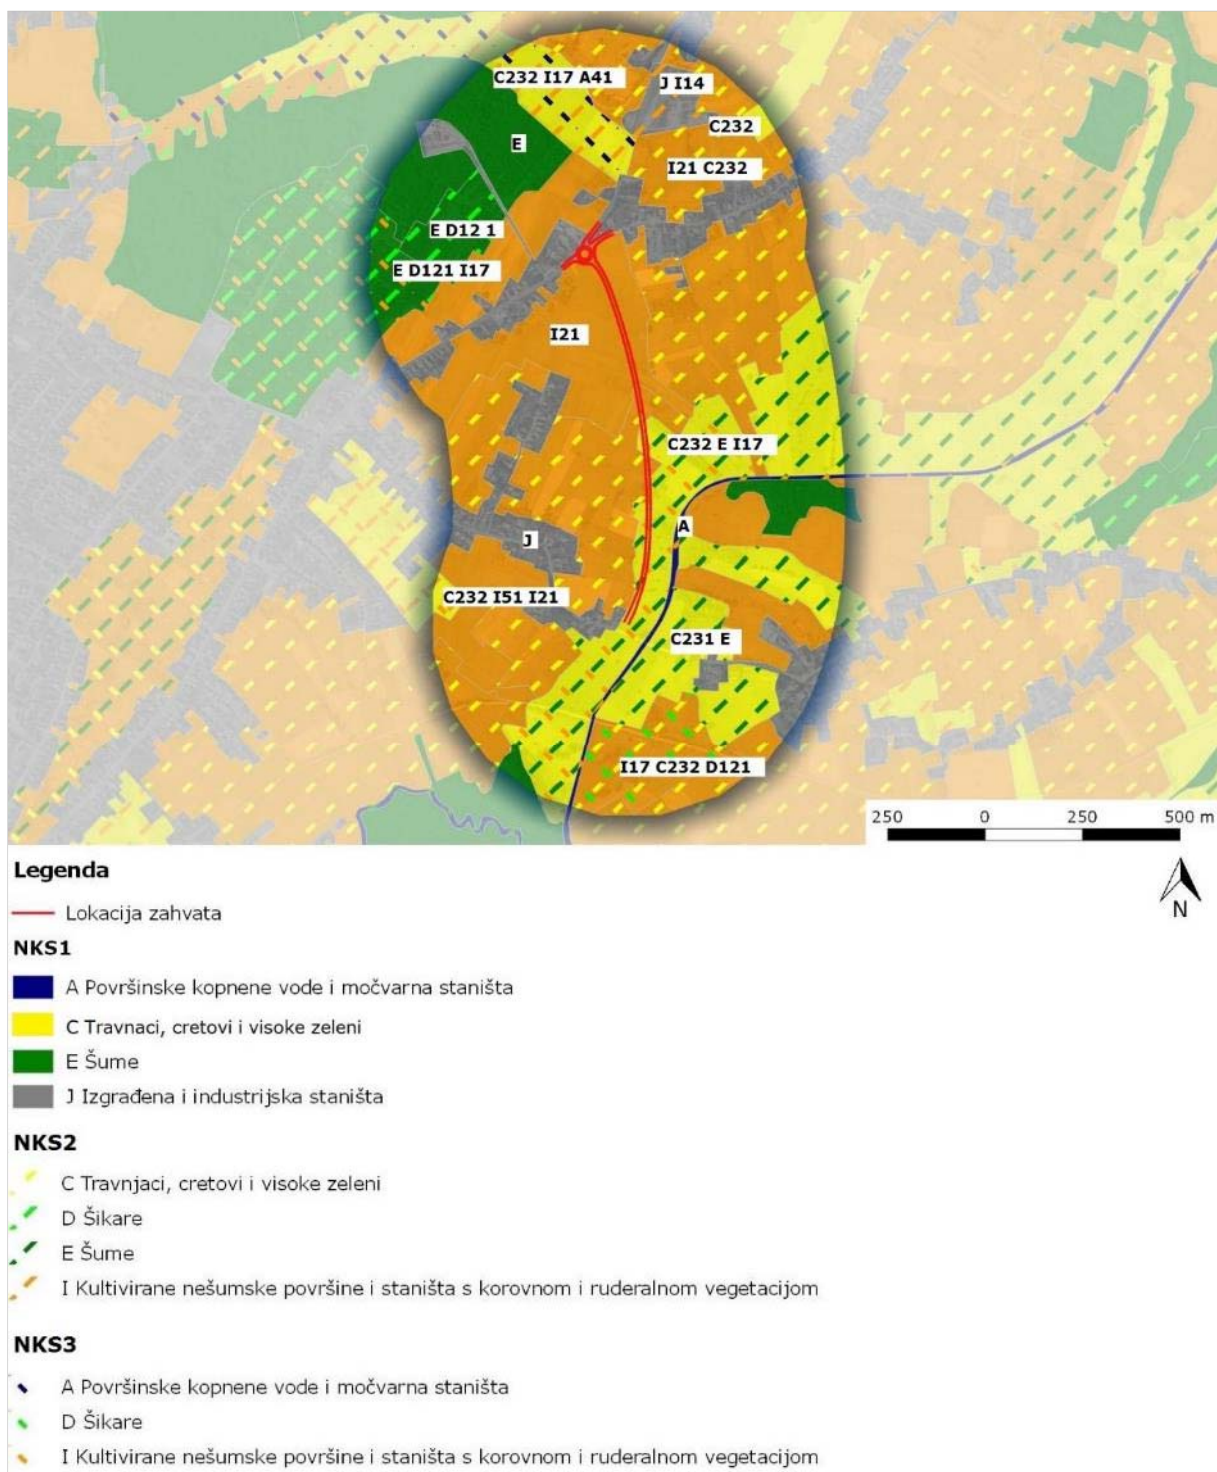 C232 I17 A41
J I14
C232
E
I21 C232
E D12 1
E D121 I17
I21
C232 E I17
A
J
C232 I51 I21
C231 E
I17 C232 D121
250 0 250 500 m
Legenda
N
Lokacija zahvata
NKS1
A Površinske kopnene vode i močvarna staništa
C Travnaci, cretovi i visoke zeleni
E Šume
J Izgrađena i industrijska staništa
NKS2
C Travnjaci, cretovi i visoke zeleni
D Šikare
E Šume
I Kultivirane nešumske površine i staništa s korovnom i ruderalnom vegetacijom
NKS3
A Površinske kopnene vode i močvarna staništa
D Šikare
I Kultivirane nešumske površine i staništa s korovnom i ruderalnom vegetacijom